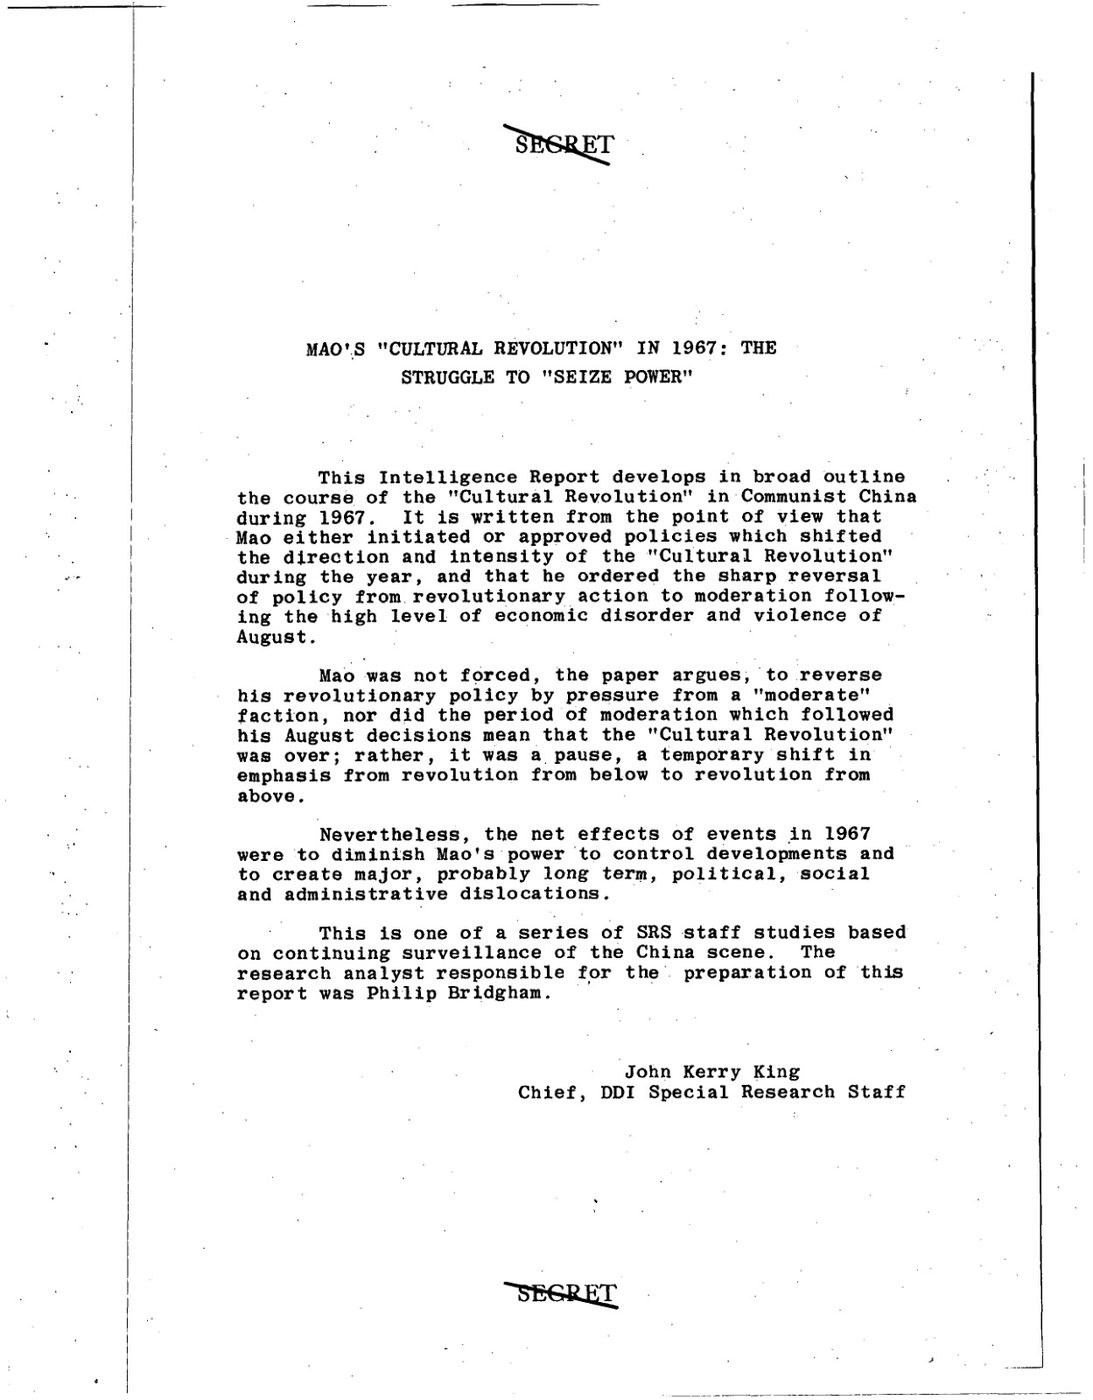 SECRET
MAO'S "CULTURAL REVOLUTION" IN 1967: THE
STRUGGLE TO "SEIZE POWER"
This Intelligence Report develops in broad outline
the course of the "Cultural Revolution" in Communist China
during 1967. It is written from the point of view that
Mao either initiated or approved policies which shifted
the direction and intensity of the "Cultural Revolution"
during the year, and that he ordered the sharp reversal
of policy from revolutionary action to moderation follow-
ing the high level of economic disorder and violence of
August.
Mao was not forced, the paper argues, to reverse
his revolutionary policy by pressure from a "moderate"
faction, nor did the period of moderation which followed
his August decisions mean that the "Cultural Revolution"
was over; rather, it was a pause, a temporary shift in
emphasis from revolution from below to revolution from
above.
Nevertheless, the net effects of events in 1967
were to diminish Mao's power to control developments and
to create major, probably long term, political, social
and administrative dislocations.
This is one of a series of SRS staff studies based
on continuing surveillance of the China scene. The
research analyst responsible for the preparation of this
report was Philip Bridgham.
John Kerry King
Chief, DDI Special Research Staff
SECRET